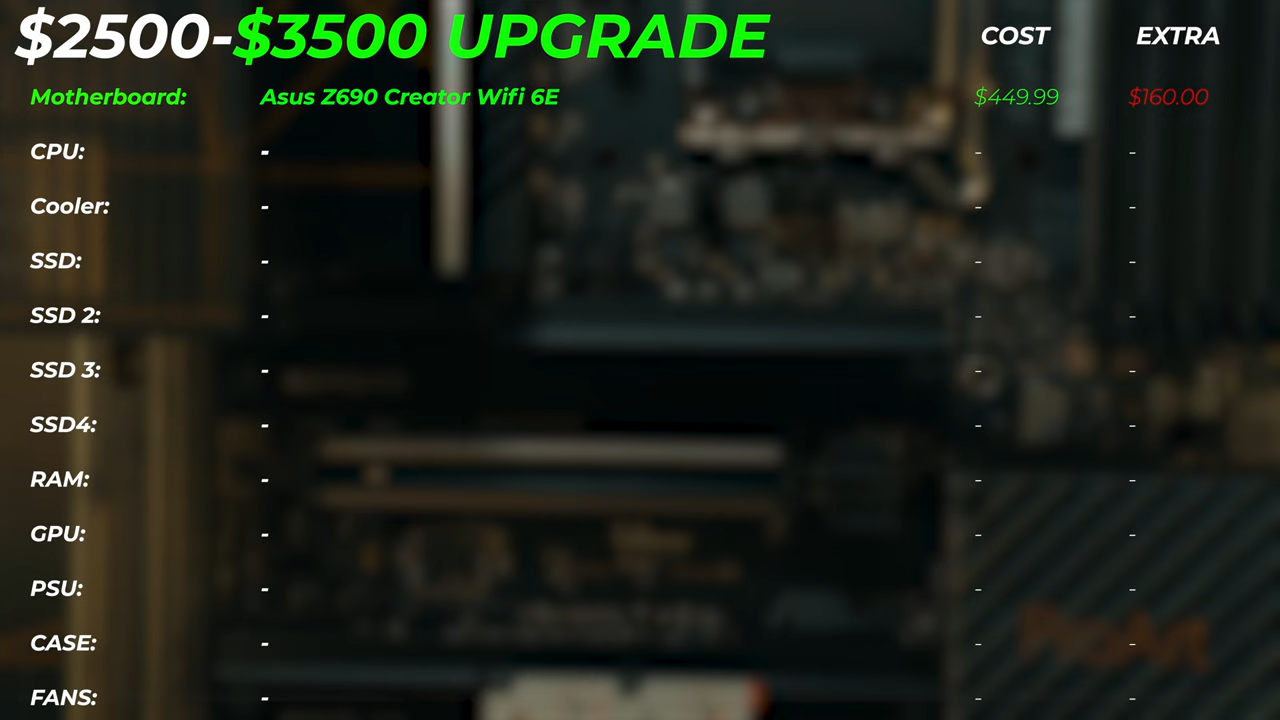 $2500-$3500 UPGRADE COST EXTRA
Motherboard: Asus Z690 Creator Wifi 6E $449.99 $160.00
CPU: - - -
Cooler: - - -
SSD: - - -
SSD 2: - - -
SSD 3: - - -
SSD4: - - -
RAM: - - -
GPU: - - -
PSU: - - -
CASE: - - -
FANS: - - -
ProArt